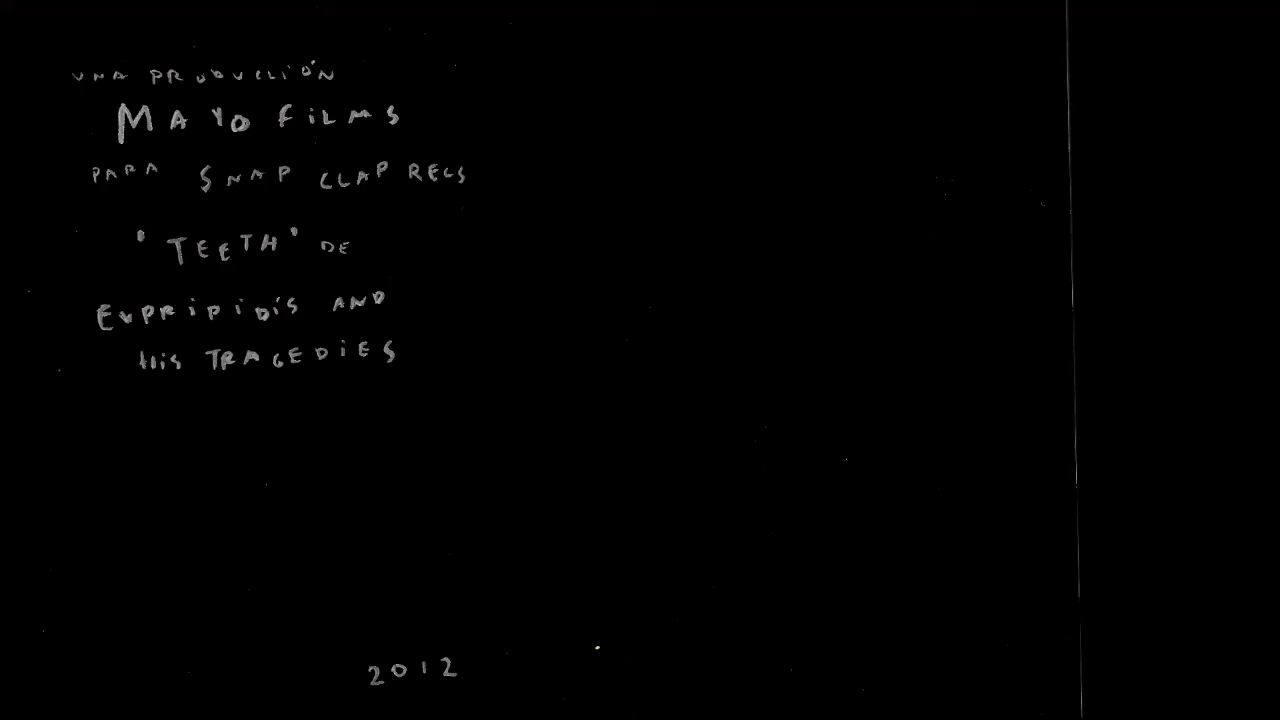 UNA PRODUCCIÓN
MAYO FiLMS
PARA SNAP CLAP RECS
"TEETH" DE
EUPRIPIDIS AND
HIS TRAGEDIES
2012